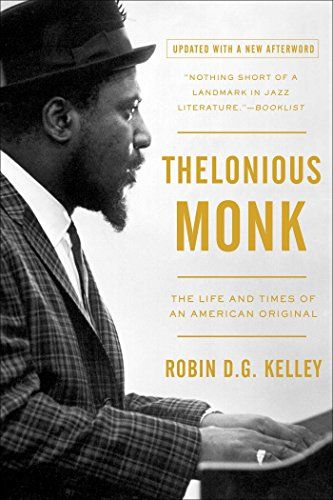 UPDATED WITH A NEW AFTERWORD
"NOTHING SHORT OF A
LANDMARK IN JAZZ
LITERATURE."—BOOKLIST
THELONIOUS
MONK
THE LIFE AND TIMES OF
AN AMERICAN ORIGINAL
ROBIN D.G. KELLEY